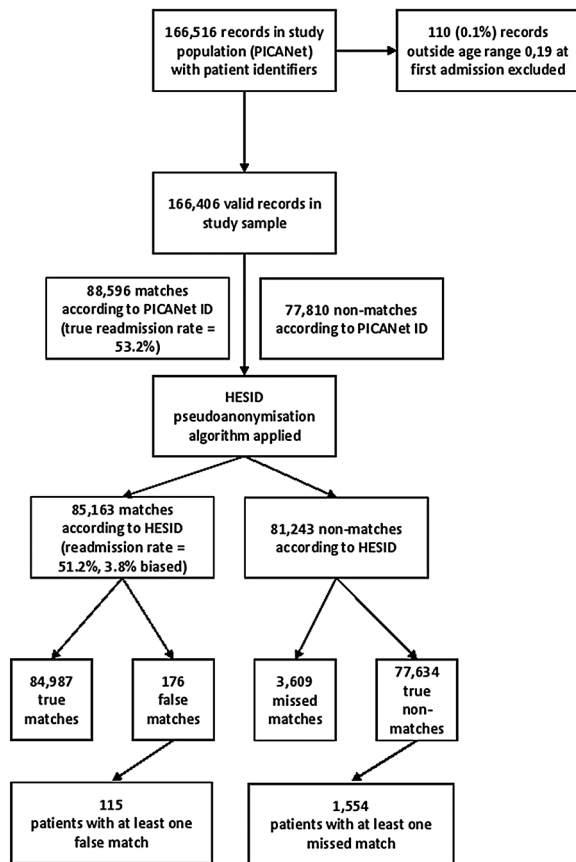 166,516 records in study
population (PICANet)
with patient identifiers
110 (0.1%) records
outside age range 0,19 at
first admission excluded
166,406 valid records in
study sample
88,596 matches
according to PICANet ID
(true readmission rate =
53.2%)
77,810 non-matches
according to PICANet ID
HESID
pseudoanonymisation
algorithm applied
85,163 matches
according to HESID
(readmission rate =
51.2%, 3.8% biased)
81,243 non-matches
according to HESID
84,987
true
matches
176
false
matches
3,609
missed
matches
77,634
true
non-
matches
115
patients with at least one
false match
1,554
patients with at least one
missed match